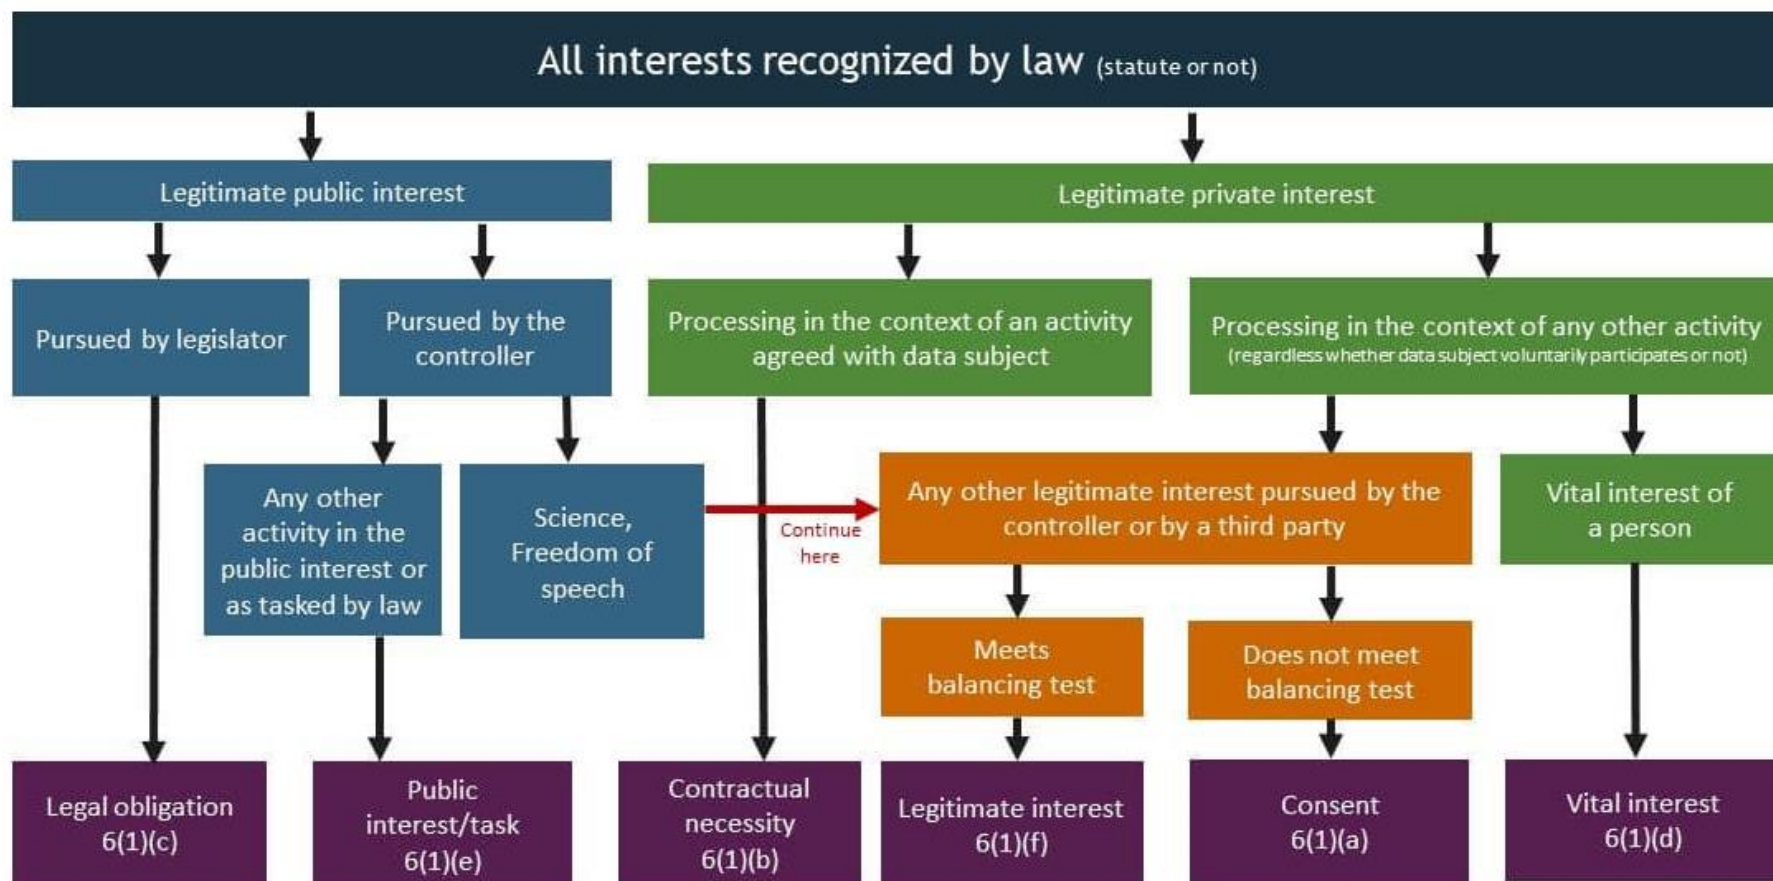 All interests recognized by law (statute or not)
Legitimate public interest
Legitimate private interest
Pursued by legislator
Pursued by the
controller
Processing in the context of an activity
agreed with data subject
Processing in the context of any other activity
(regardless whether data subject voluntarily participates or not)
Any other
activity in the
public interest or
as tasked by law
Science,
Freedom of
speech
Continue
here
Any other legitimate interest pursued by the
controller or by a third party
Vital interest of
a person
Meets
balancing test
Does not meet
balancing test
Legal obligation
6(1)(c)
Public
interest/task
6(1)(e)
Contractual
necessity
6(1)(b)
Legitimate interest
6(1)(f)
Consent
6(1)(a)
Vital interest
6(1)(d)